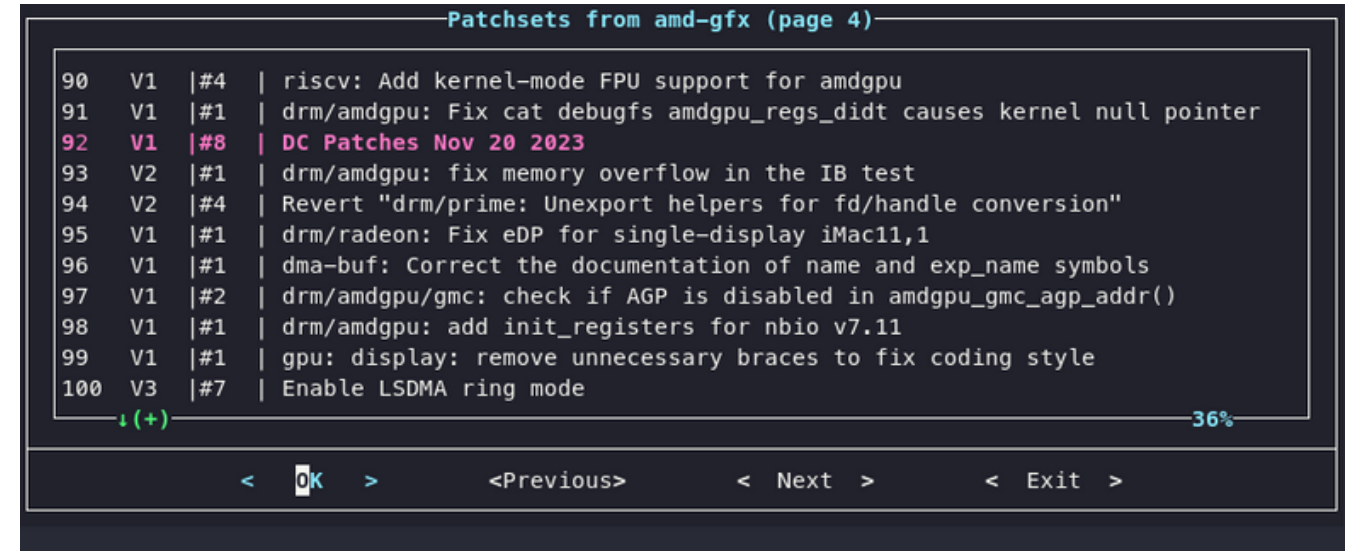 Patchsets from amd-gfx (page 4)
90 V1 |#4 | riscv: Add kernel-mode FPU support for amdgpu
91 V1 |#1 | drm/amdgpu: Fix cat debugfs amdgpu_regs_didt causes kernel null pointer
92 V1 |#8 | DC Patches Nov 20 2023
93 V2 |#1 | drm/amdgpu: fix memory overflow in the IB test
94 V2 |#4 | Revert "drm/prime: Unexport helpers for fd/handle conversion"
95 V1 |#1 | drm/radeon: Fix eDP for single-display iMac11,1
96 V1 |#1 | dma-buf: Correct the documentation of name and exp_name symbols
97 V1 |#2 | drm/amdgpu/gmc: check if AGP is disabled in amdgpu_gmc_agp_addr()
98 V1 |#1 | drm/amdgpu: add init_registers for nbio v7.11
99 V1 |#1 | gpu: display: remove unnecessary braces to fix coding style
100 V3 |#7 | Enable LSDMA ring mode
↓(+) 36%
< OK > <Previous> < Next > < Exit >